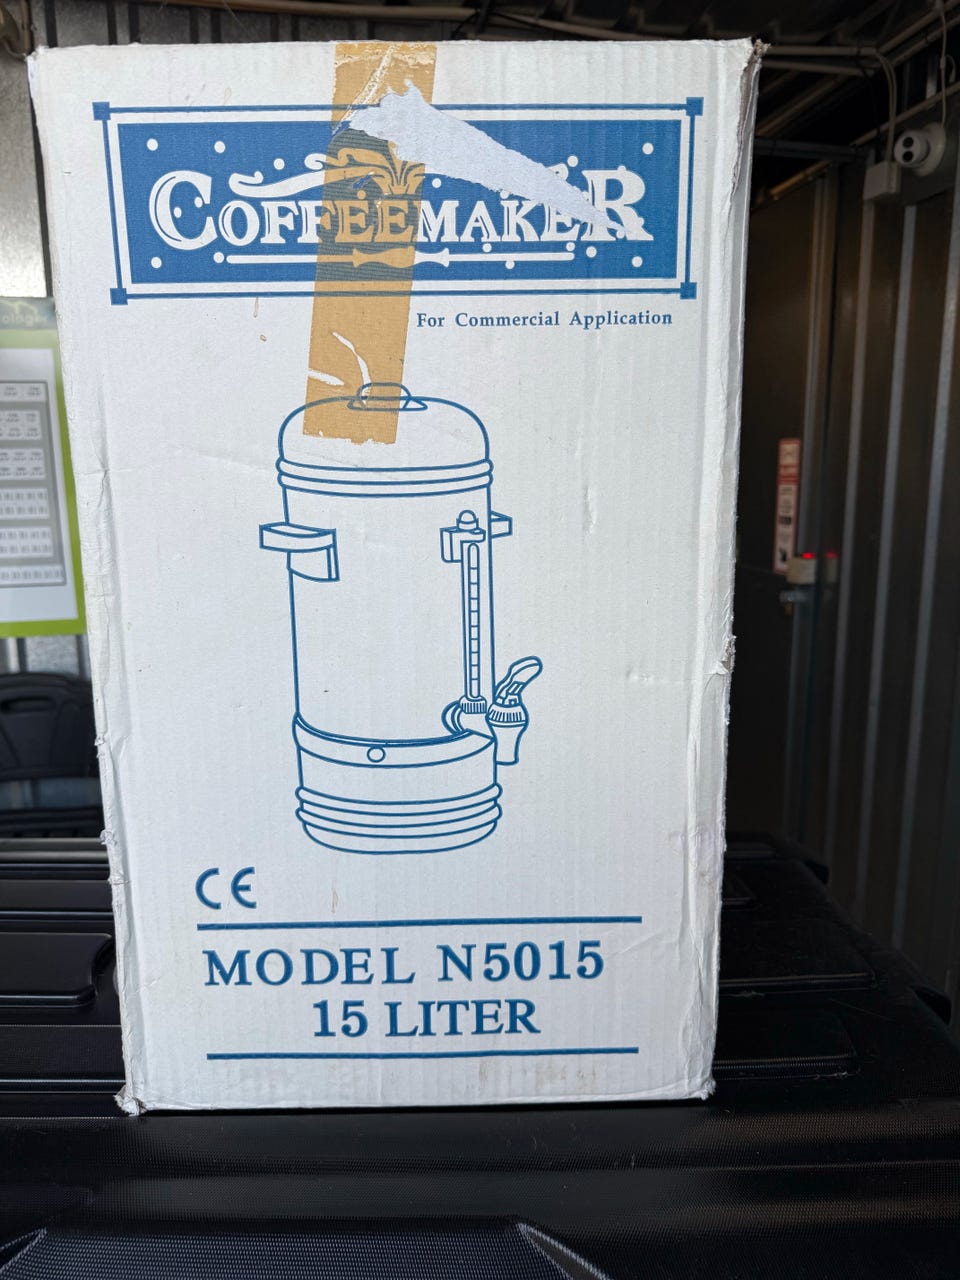 COFFEEMAKER
For Commercial Application
CE
MODEL N5015
15 LITER